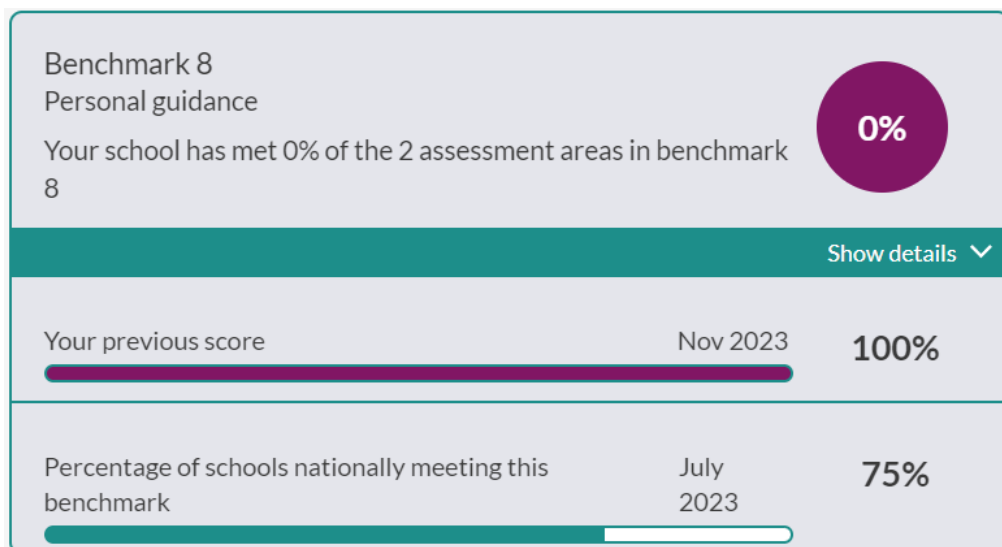 Benchmark 8
Personal guidance
Your school has met 0% of the 2 assessment areas in benchmark
8
0%
Show details
Your previous score
Nov 2023
100%
Percentage of schools nationally meeting this
benchmark
July
2023
75%